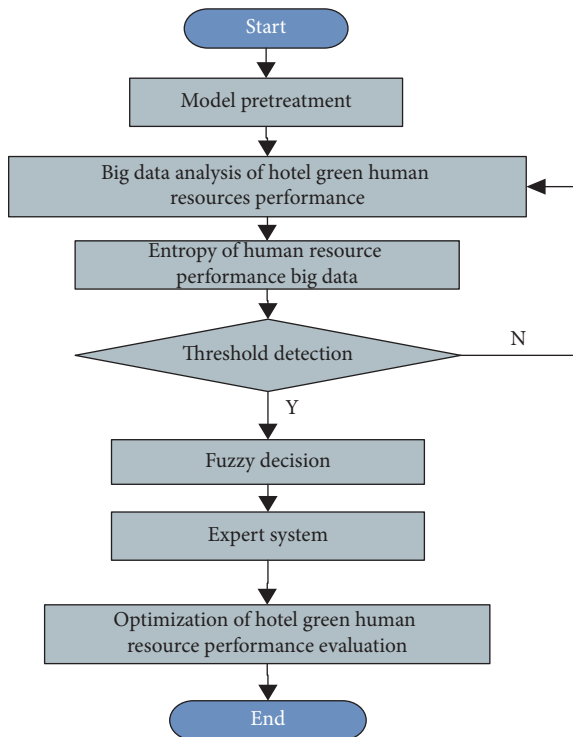 Start
Model pretreatment
Big data analysis of hotel green human
resources performance
Entropy of human resource
performance big data
Threshold detection
N
Y
Fuzzy decision
Expert system
Optimization of hotel green human
resource performance evaluation
End